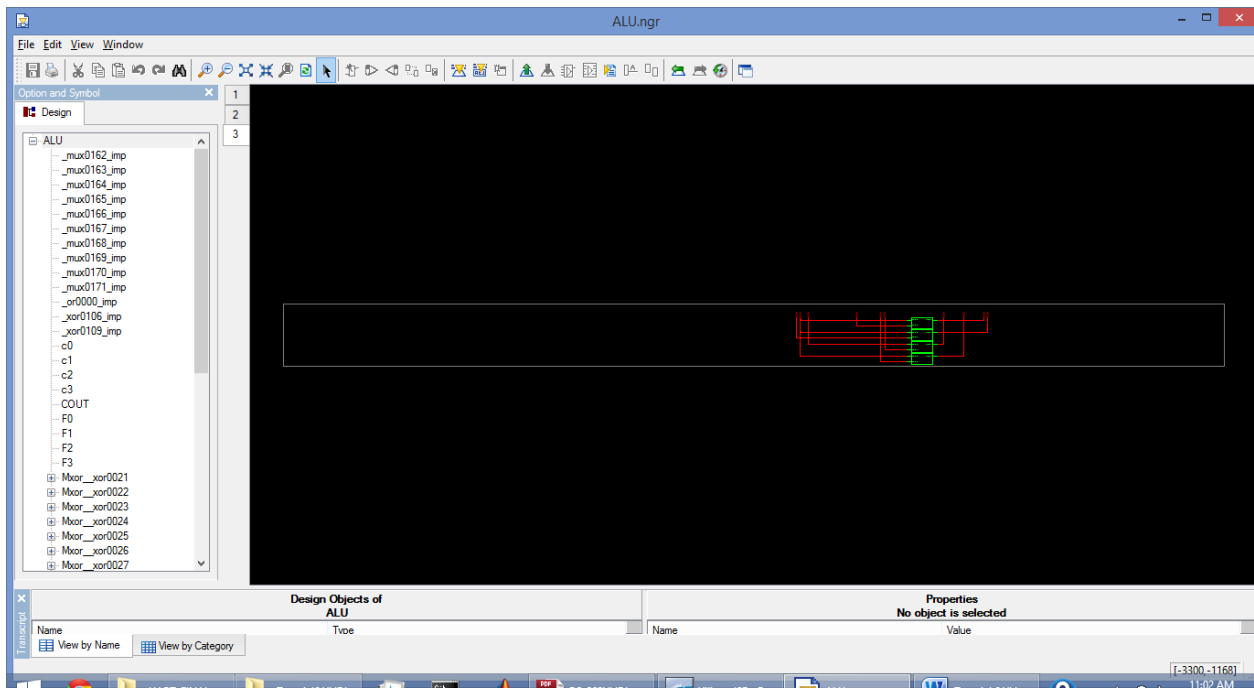 ALU.ngr
File Edit View Window
Option and Symbol
Design
1
2
3
ALU
_mux0162_imp
_mux0163_imp
_mux0164_imp
_mux0165_imp
_mux0166_imp
_mux0167_imp
_mux0168_imp
_mux0169_imp
_mux0170_imp
_mux0171_imp
_or0000_imp
_xor0106_imp
_xor0109_imp
c0
c1
c2
c3
COUT
F0
F1
F2
F3
Mxor__xor0021
Mxor__xor0022
Mxor__xor0023
Mxor__xor0024
Mxor__xor0025
Mxor__xor0026
Mxor__xor0027
Transcript
Design Objects of
ALU
Properties
No object is selected
Name Type
Name Value
View by Name View by Category
[-3300,-1168]
11:02 AM